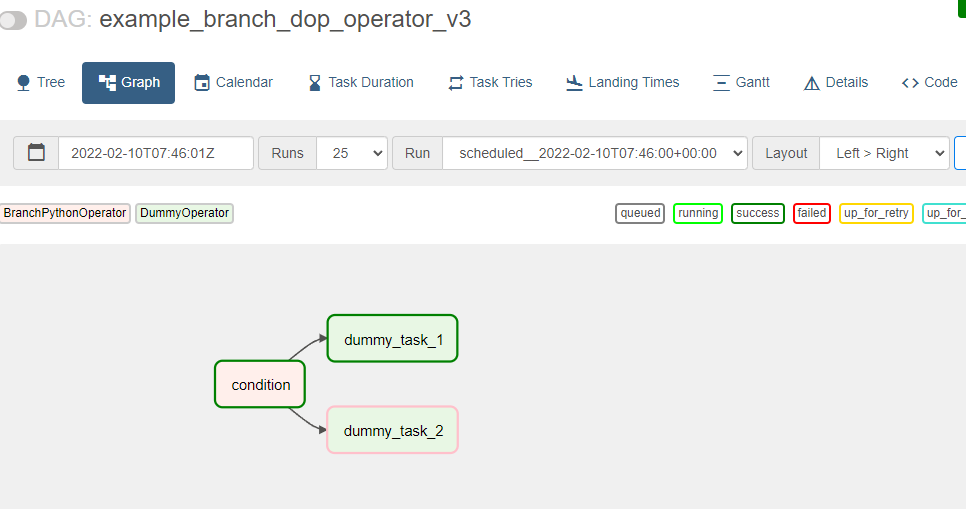 DAG: example_branch_dop_operator_v3
Tree Graph Calendar Task Duration Task Tries Landing Times Gantt Details Code
2022-02-10T07:46:01Z Runs 25 Run scheduled__2022-02-10T07:46:00+00:00 Layout Left > Right
BranchPythonOperator DummyOperator queued running success failed up_for_retry up_for_
dummy_task_1
condition
dummy_task_2